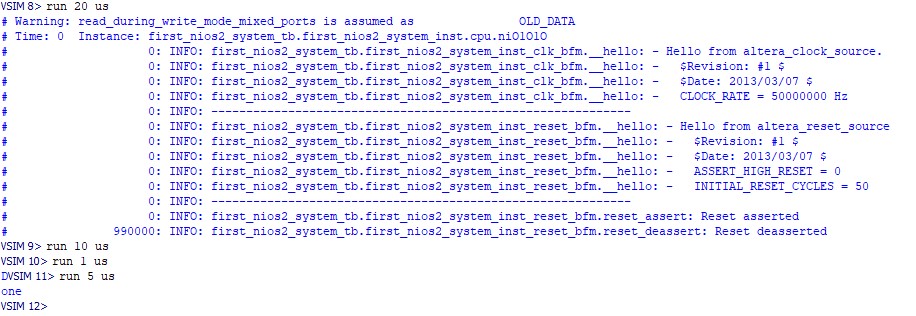 VSIM 8> run 20 us
# Warning: read_during_write_mode_mixed_ports is assumed as OLD_DATA
# Time: 0 Instance: first_nios2_system_tb.first_nios2_system_inst.cpu.niO1O1O
# 0: INFO: first_nios2_system_tb.first_nios2_system_inst_clk_bfm.__hello: - Hello from altera_clock_source.
# 0: INFO: first_nios2_system_tb.first_nios2_system_inst_clk_bfm.__hello: - $Revision: #1 $
# 0: INFO: first_nios2_system_tb.first_nios2_system_inst_clk_bfm.__hello: - $Date: 2013/03/07 $
# 0: INFO: first_nios2_system_tb.first_nios2_system_inst_clk_bfm.__hello: - CLOCK_RATE = 50000000 Hz
# 0: INFO: ------------------------------------------------------------
# 0: INFO: first_nios2_system_tb.first_nios2_system_inst_reset_bfm.__hello: - Hello from altera_reset_source
# 0: INFO: first_nios2_system_tb.first_nios2_system_inst_reset_bfm.__hello: - $Revision: #1 $
# 0: INFO: first_nios2_system_tb.first_nios2_system_inst_reset_bfm.__hello: - $Date: 2013/03/07 $
# 0: INFO: first_nios2_system_tb.first_nios2_system_inst_reset_bfm.__hello: - ASSERT_HIGH_RESET = 0
# 0: INFO: first_nios2_system_tb.first_nios2_system_inst_reset_bfm.__hello: - INITIAL_RESET_CYCLES = 50
# 0: INFO: ------------------------------------------------------------
# 0: INFO: first_nios2_system_tb.first_nios2_system_inst_reset_bfm.reset_assert: Reset asserted
# 990000: INFO: first_nios2_system_tb.first_nios2_system_inst_reset_bfm.reset_deassert: Reset deasserted
VSIM 9> run 10 us
VSIM 10> run 1 us
DVSIM 11> run 5 us
one
VSIM 12>